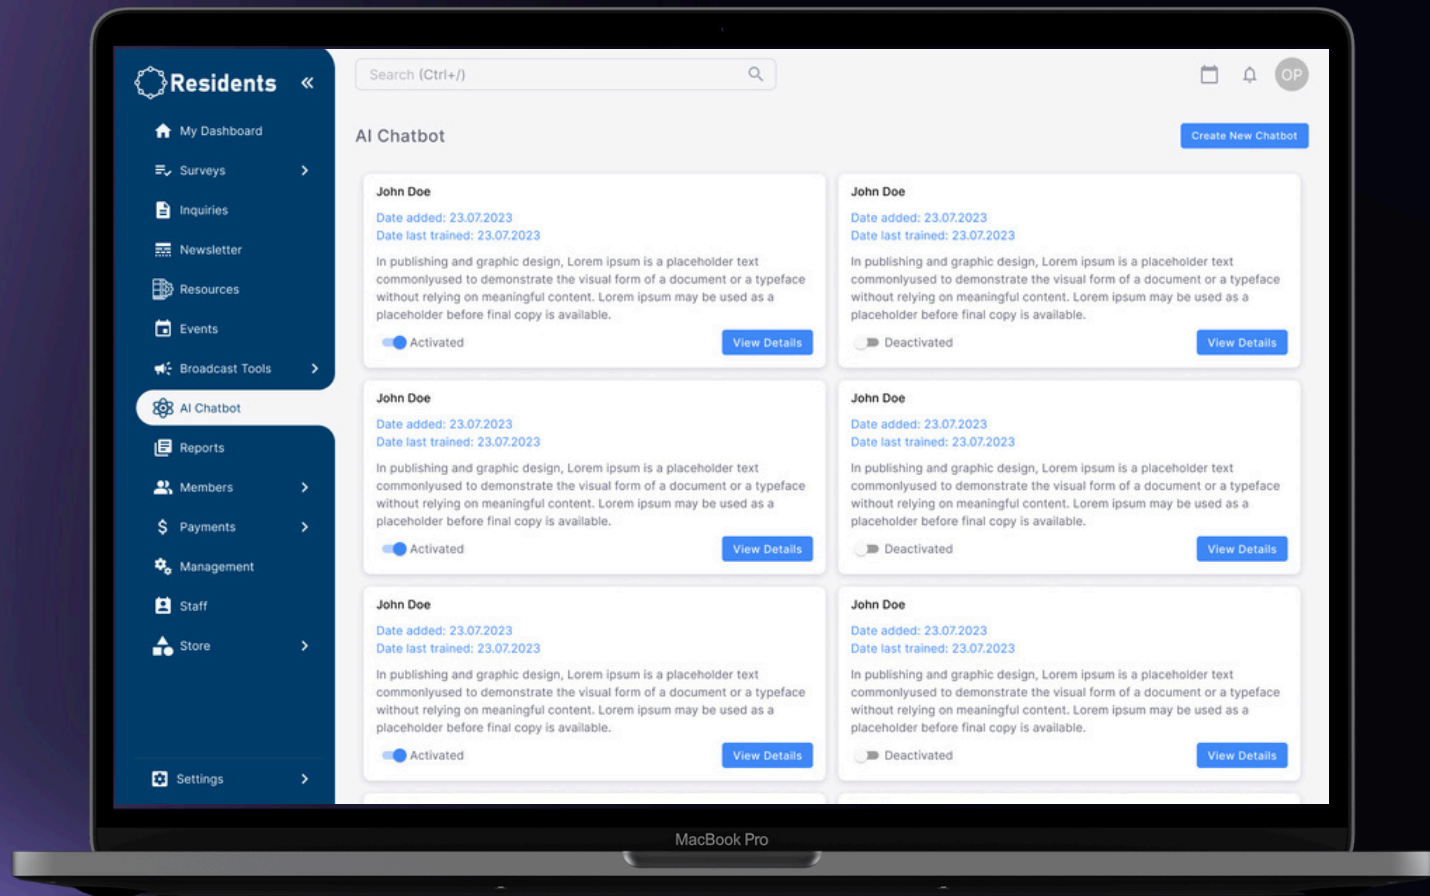 Residents «
Search (Ctrl+/)
OP
My Dashboard
Surveys
Inquiries
Newsletter
Resources
Events
Broadcast Tools
AI Chatbot
Reports
Members
Payments
Management
Staff
Store
Settings
AI Chatbot
Create New Chatbot
John Doe
Date added: 23.07.2023
Date last trained: 23.07.2023
In publishing and graphic design, Lorem ipsum is a placeholder text
commonlyused to demonstrate the visual form of a document or a typeface
without relying on meaningful content. Lorem ipsum may be used as a
placeholder before final copy is available.
Activated
View Details
John Doe
Date added: 23.07.2023
Date last trained: 23.07.2023
In publishing and graphic design, Lorem ipsum is a placeholder text
commonlyused to demonstrate the visual form of a document or a typeface
without relying on meaningful content. Lorem ipsum may be used as a
placeholder before final copy is available.
Deactivated
View Details
John Doe
Date added: 23.07.2023
Date last trained: 23.07.2023
In publishing and graphic design, Lorem ipsum is a placeholder text
commonlyused to demonstrate the visual form of a document or a typeface
without relying on meaningful content. Lorem ipsum may be used as a
placeholder before final copy is available.
Activated
View Details
John Doe
Date added: 23.07.2023
Date last trained: 23.07.2023
In publishing and graphic design, Lorem ipsum is a placeholder text
commonlyused to demonstrate the visual form of a document or a typeface
without relying on meaningful content. Lorem ipsum may be used as a
placeholder before final copy is available.
Deactivated
View Details
John Doe
Date added: 23.07.2023
Date last trained: 23.07.2023
In publishing and graphic design, Lorem ipsum is a placeholder text
commonlyused to demonstrate the visual form of a document or a typeface
without relying on meaningful content. Lorem ipsum may be used as a
placeholder before final copy is available.
Activated
View Details
John Doe
Date added: 23.07.2023
Date last trained: 23.07.2023
In publishing and graphic design, Lorem ipsum is a placeholder text
commonlyused to demonstrate the visual form of a document or a typeface
without relying on meaningful content. Lorem ipsum may be used as a
placeholder before final copy is available.
Deactivated
View Details
MacBook Pro